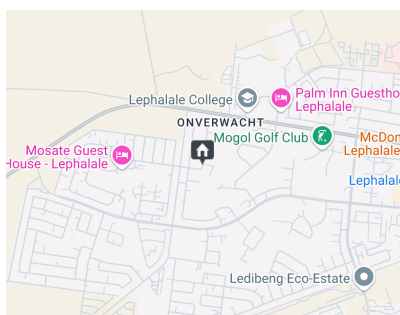 Palm Inn Guestho
Lephalale
Lephalale College
ONVERWACHT
Mogol Golf Club
McDon
Lephalale
Mosate Guest
House - Lephalale
Lephalale
Ledibeng Eco-Estate